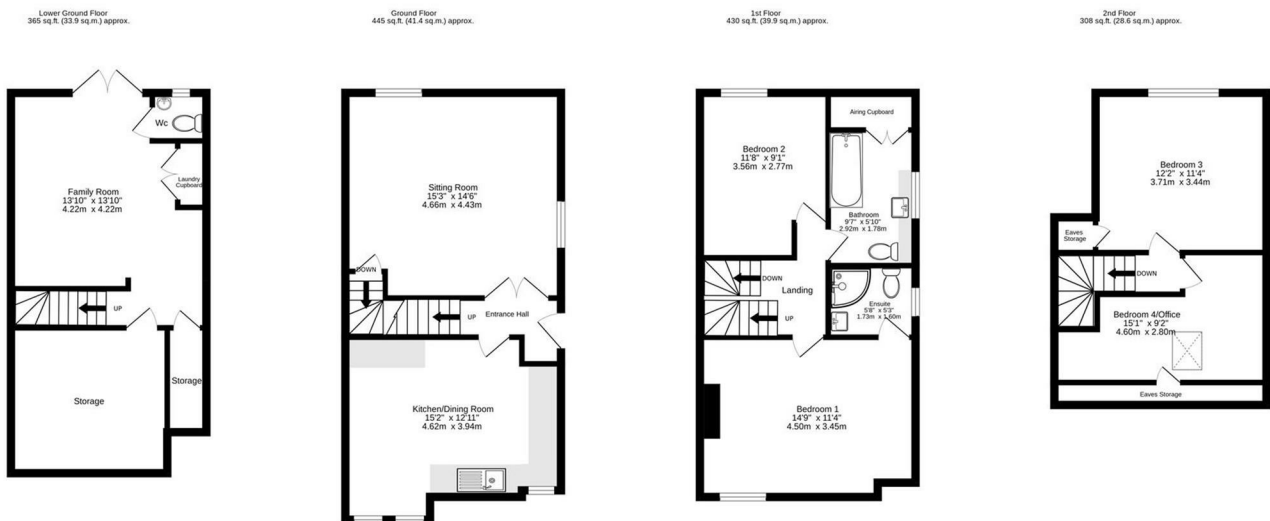 Lower Ground Floor
365 sq.ft. (33.9 sq.m.) approx.
Wc
Laundry
Cupboard
Family Room
13'10" x 13'10"
4.22m x 4.22m
UP
Storage
Storage
Ground Floor
445 sq.ft. (41.4 sq.m.) approx.
Sitting Room
15'3" x 14'6"
4.66m x 4.43m
DOWN
UP
Entrance Hall
Kitchen/Dining Room
15'2" x 12'11"
4.62m x 3.94m
1st Floor
430 sq.ft. (39.9 sq.m.) approx.
Airing Cupboard
Bedroom 2
11'8" x 9'1"
3.56m x 2.77m
Bathroom
9'7" x 5'10"
2.92m x 1.78m
DOWN
Landing
UP
Ensuite
5'8" x 5'3"
1.73m x 1.60m
Bedroom 1
14'9" x 11'4"
4.50m x 3.45m
2nd Floor
308 sq.ft. (28.6 sq.m.) approx.
Bedroom 3
12'2" x 11'4"
3.71m x 3.44m
Eaves
Storage
DOWN
Bedroom 4/Office
15'1" x 9'2"
4.60m x 2.80m
Eaves Storage